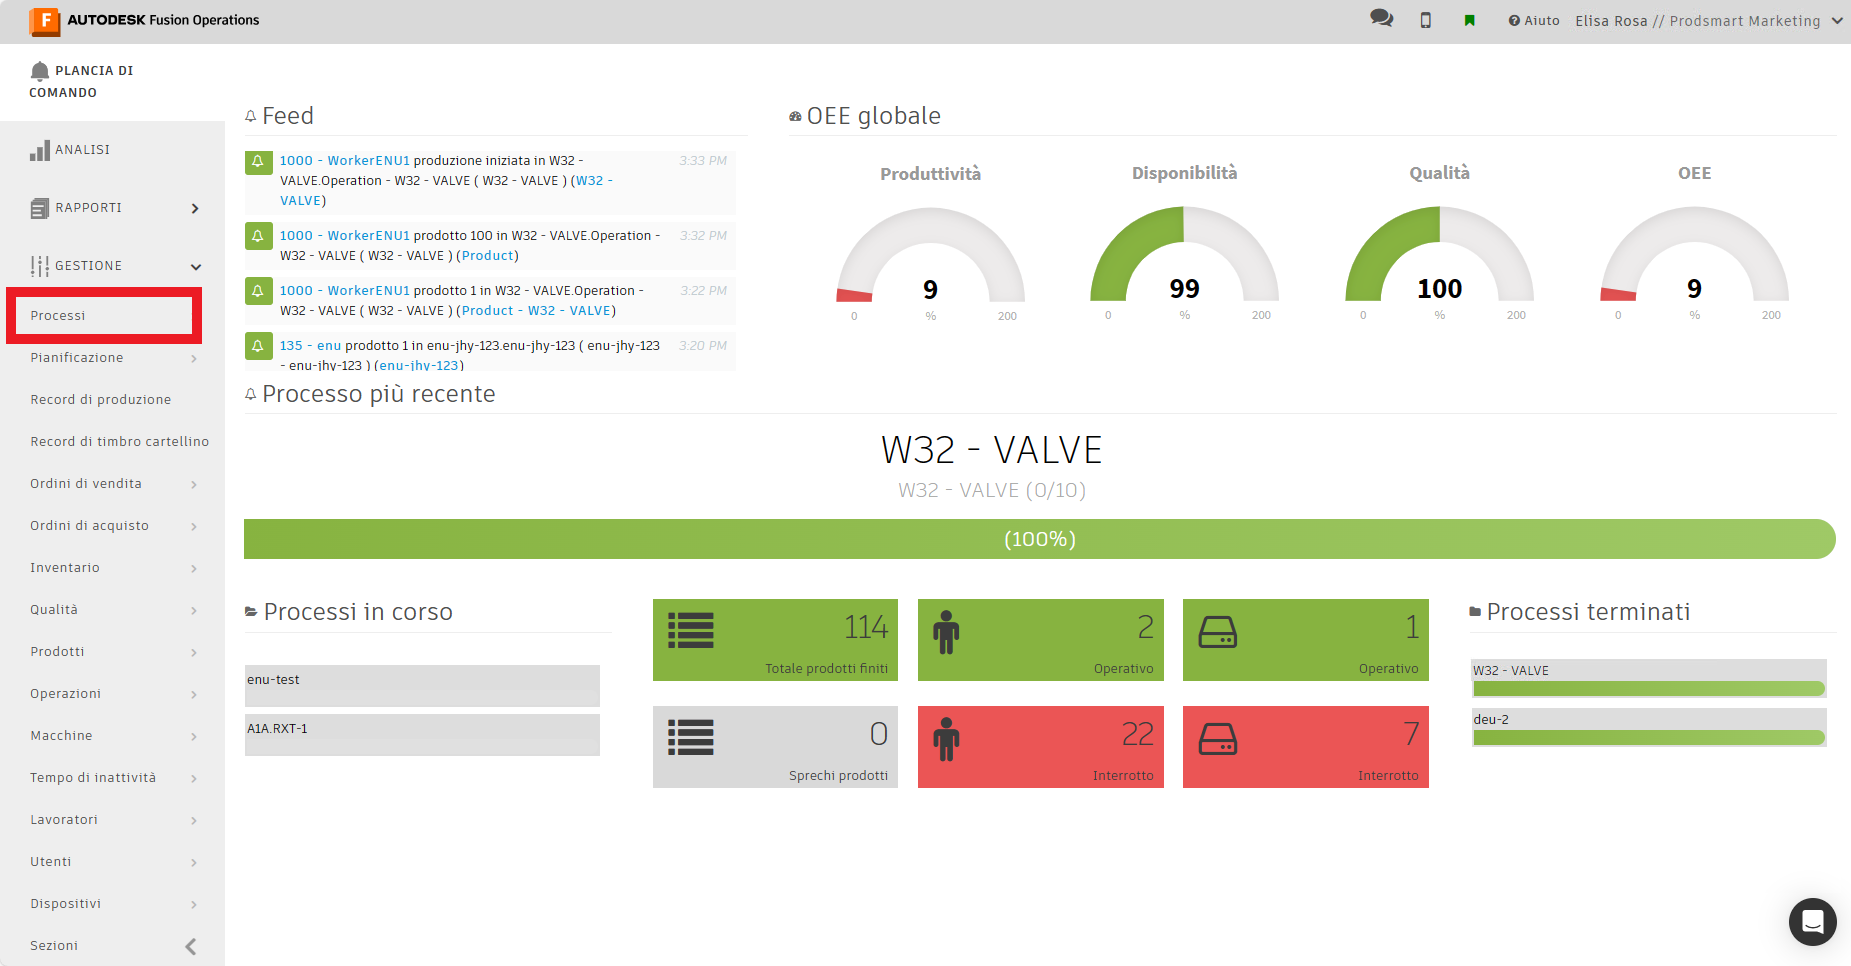 AUTODESK Fusion Operations
Aiuto
Elisa Rosa // Prodsmart Marketing
PLANCIA DI
COMANDO
ANALISI
RAPPORTI
GESTIONE
Processi
Pianificazione
Record di produzione
Record di timbro cartellino
Ordini di vendita
Ordini di acquisto
Inventario
Qualità
Prodotti
Operazioni
Macchine
Tempo di inattività
Lavoratori
Utenti
Dispositivi
Sezioni
Feed
1000 - WorkerENU1 produzione iniziata in W32 - 3:33 PM
VALVE.Operation - W32 - VALVE ( W32 - VALVE ) (W32 -
VALVE)
1000 - WorkerENU1 prodotto 100 in W32 - VALVE.Operation - 3:32 PM
W32 - VALVE ( W32 - VALVE ) (Product)
1000 - WorkerENU1 prodotto 1 in W32 - VALVE.Operation - 3:22 PM
W32 - VALVE ( W32 - VALVE ) (Product - W32 - VALVE)
135 - enu prodotto 1 in enu-jhy-123.enu-jhy-123 ( enu-jhy-123 3:20 PM
- enu-jhy-123 ) (enu-jhy-123)
OEE globale
Produttività
9
0 % 200
Disponibilità
99
0 % 200
Qualità
100
0 % 200
OEE
9
0 % 200
Processo più recente
W32 - VALVE
W32 - VALVE (0/10)
(100%)
Processi in corso
enu-test
A1A.RXT-1
114
Totale prodotti finiti
2
Operativo
1
Operativo
0
Sprechi prodotti
22
Interrotto
7
Interrotto
Processi terminati
W32 - VALVE
deu-2